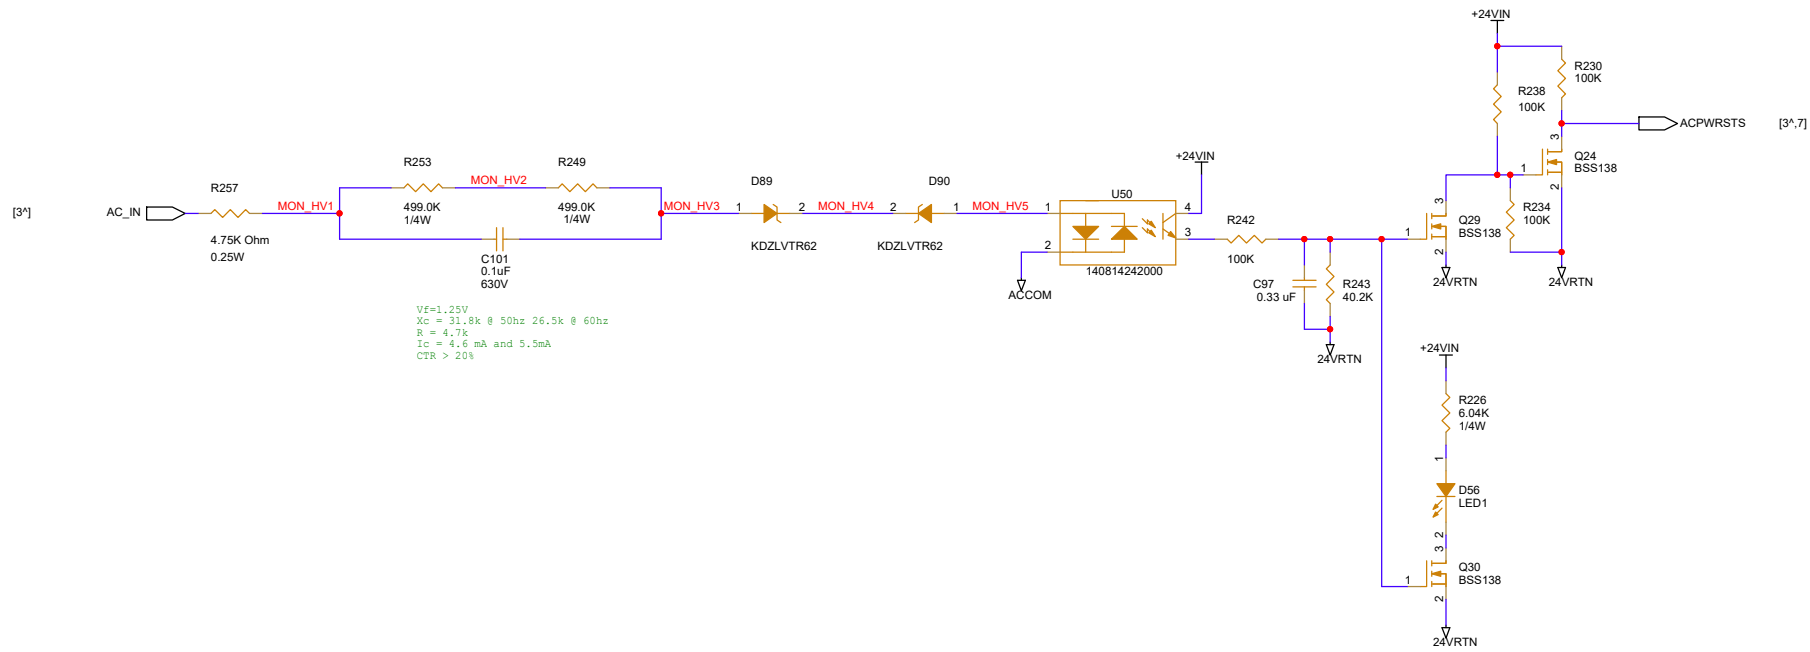 +24VIN
R230
100K
R238
100K
3
ACPWRSTS
[3^,7]
Q24
BSS138
1
2
+24VIN
R253
R249
MON_HV2
499.0K
1/4W
499.0K
1/4W
R257
[3^]
AC_IN
MON_HV1
4.75K Ohm
0.25W
C101
0.1uF
630V
MON_HV3
D89
1
2
KDZLVTR62
MON_HV4
D90
2
1
KDZLVTR62
MON_HV5
U50
1
2
4
3
140814242000
ACCOM
R242
100K
R234
100K
3
Q29
BSS138
1
2
24VRTN
24VRTN
C97
0.33 uF
R243
40.2K
24VRTN
Vf=1.25V
Xc = 31.8k @ 50hz 26.5k @ 60hz
R = 4.7k
Ic = 4.6 mA and 5.5mA
CTR > 20%
+24VIN
R226
6.04K
1/4W
1
D56
LED1
2
3
Q30
BSS138
1
2
24VRTN